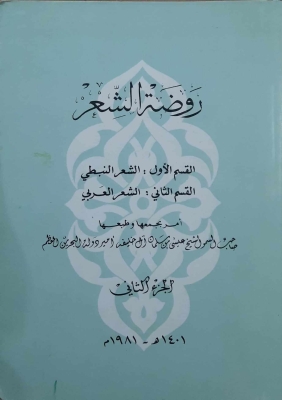 روضة الشعر
القسم الأول : الشعر النبطي
القسم الثاني : الشعر العربي
أمر بجمعها وطبعها
صاحب السمو الشيخ عيسى بن سلمان آل خليفة أمير دولة البحرين المعظم
الجزء الثاني
١٤٠١هـ - ١٩٨١م